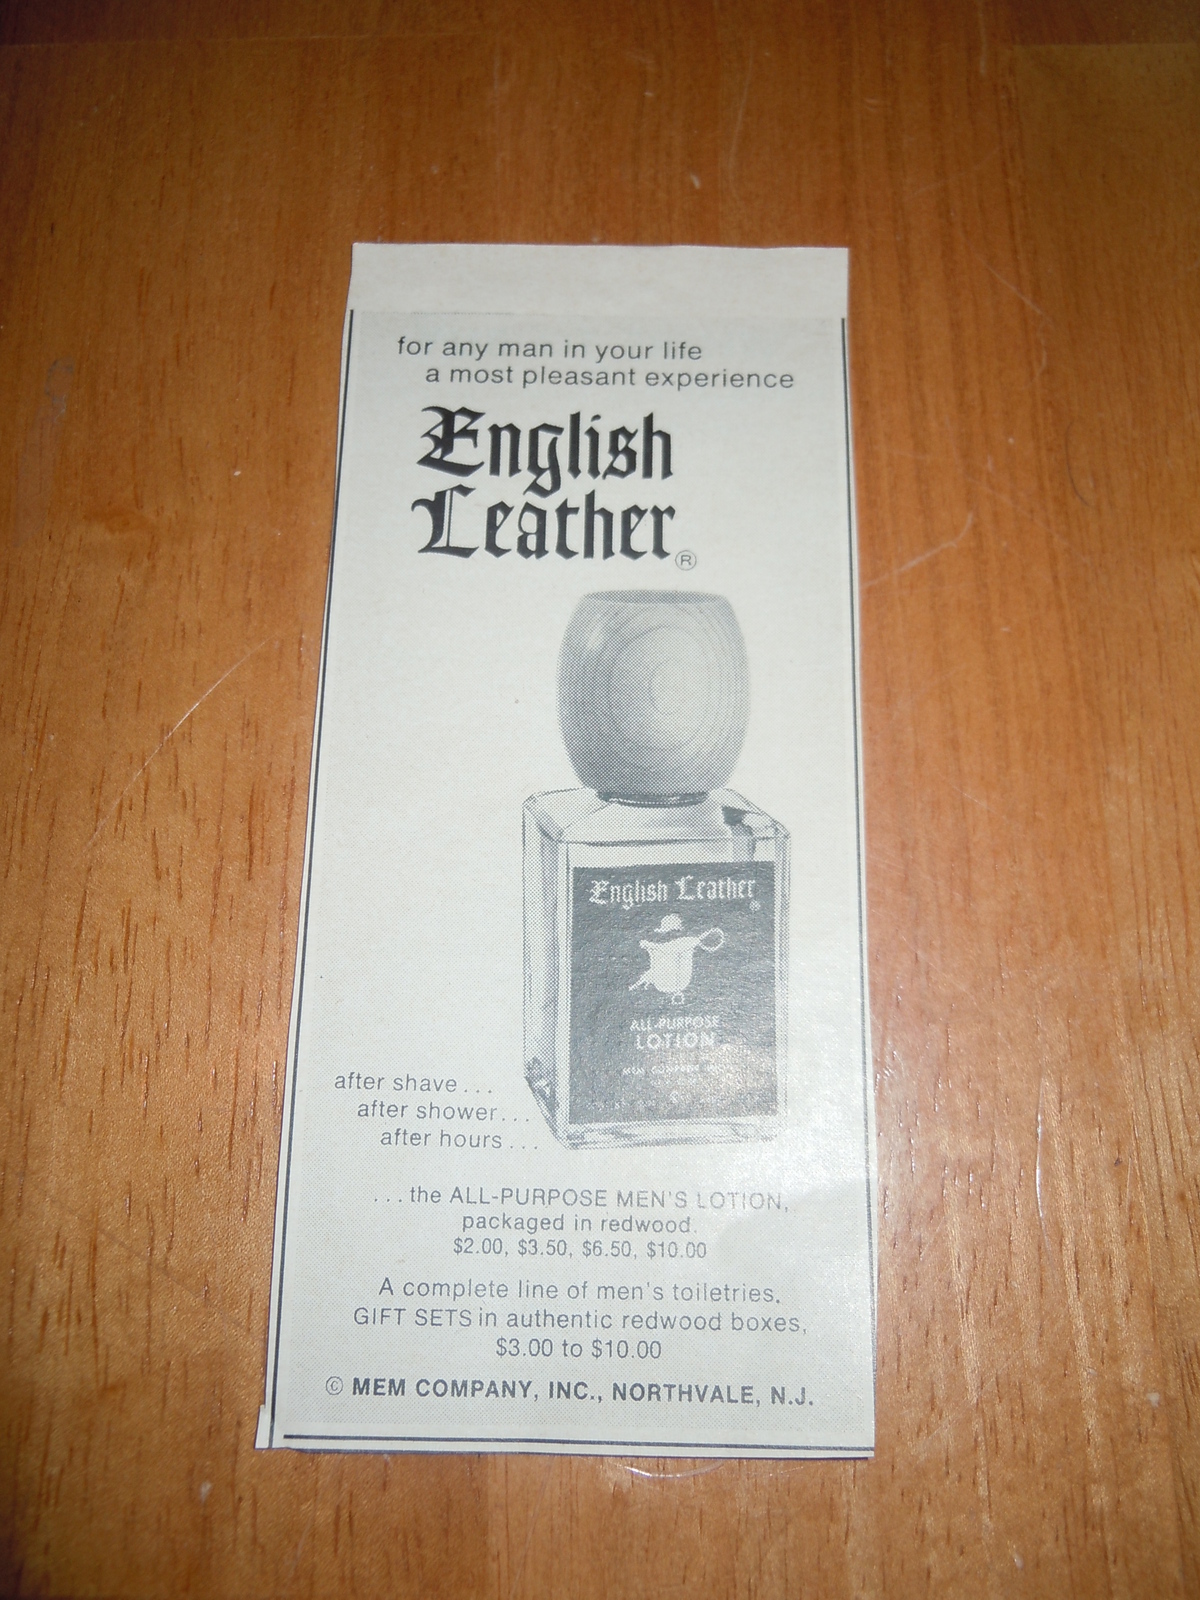 for any man in your life
a most pleasant experience
English
Leather®
English Leather
®
ALL-PURPOSE
LOTION
MEM COMPANY INC
after shave...
after shower...
after hours...
...the ALL-PURPOSE MEN'S LOTION,
packaged in redwood.
$2.00, $3.50, $6.50, $10.00
A complete line of men's toiletries.
GIFT SETS in authentic redwood boxes,
$3.00 to $10.00
© MEM COMPANY, INC., NORTHVALE, N.J.